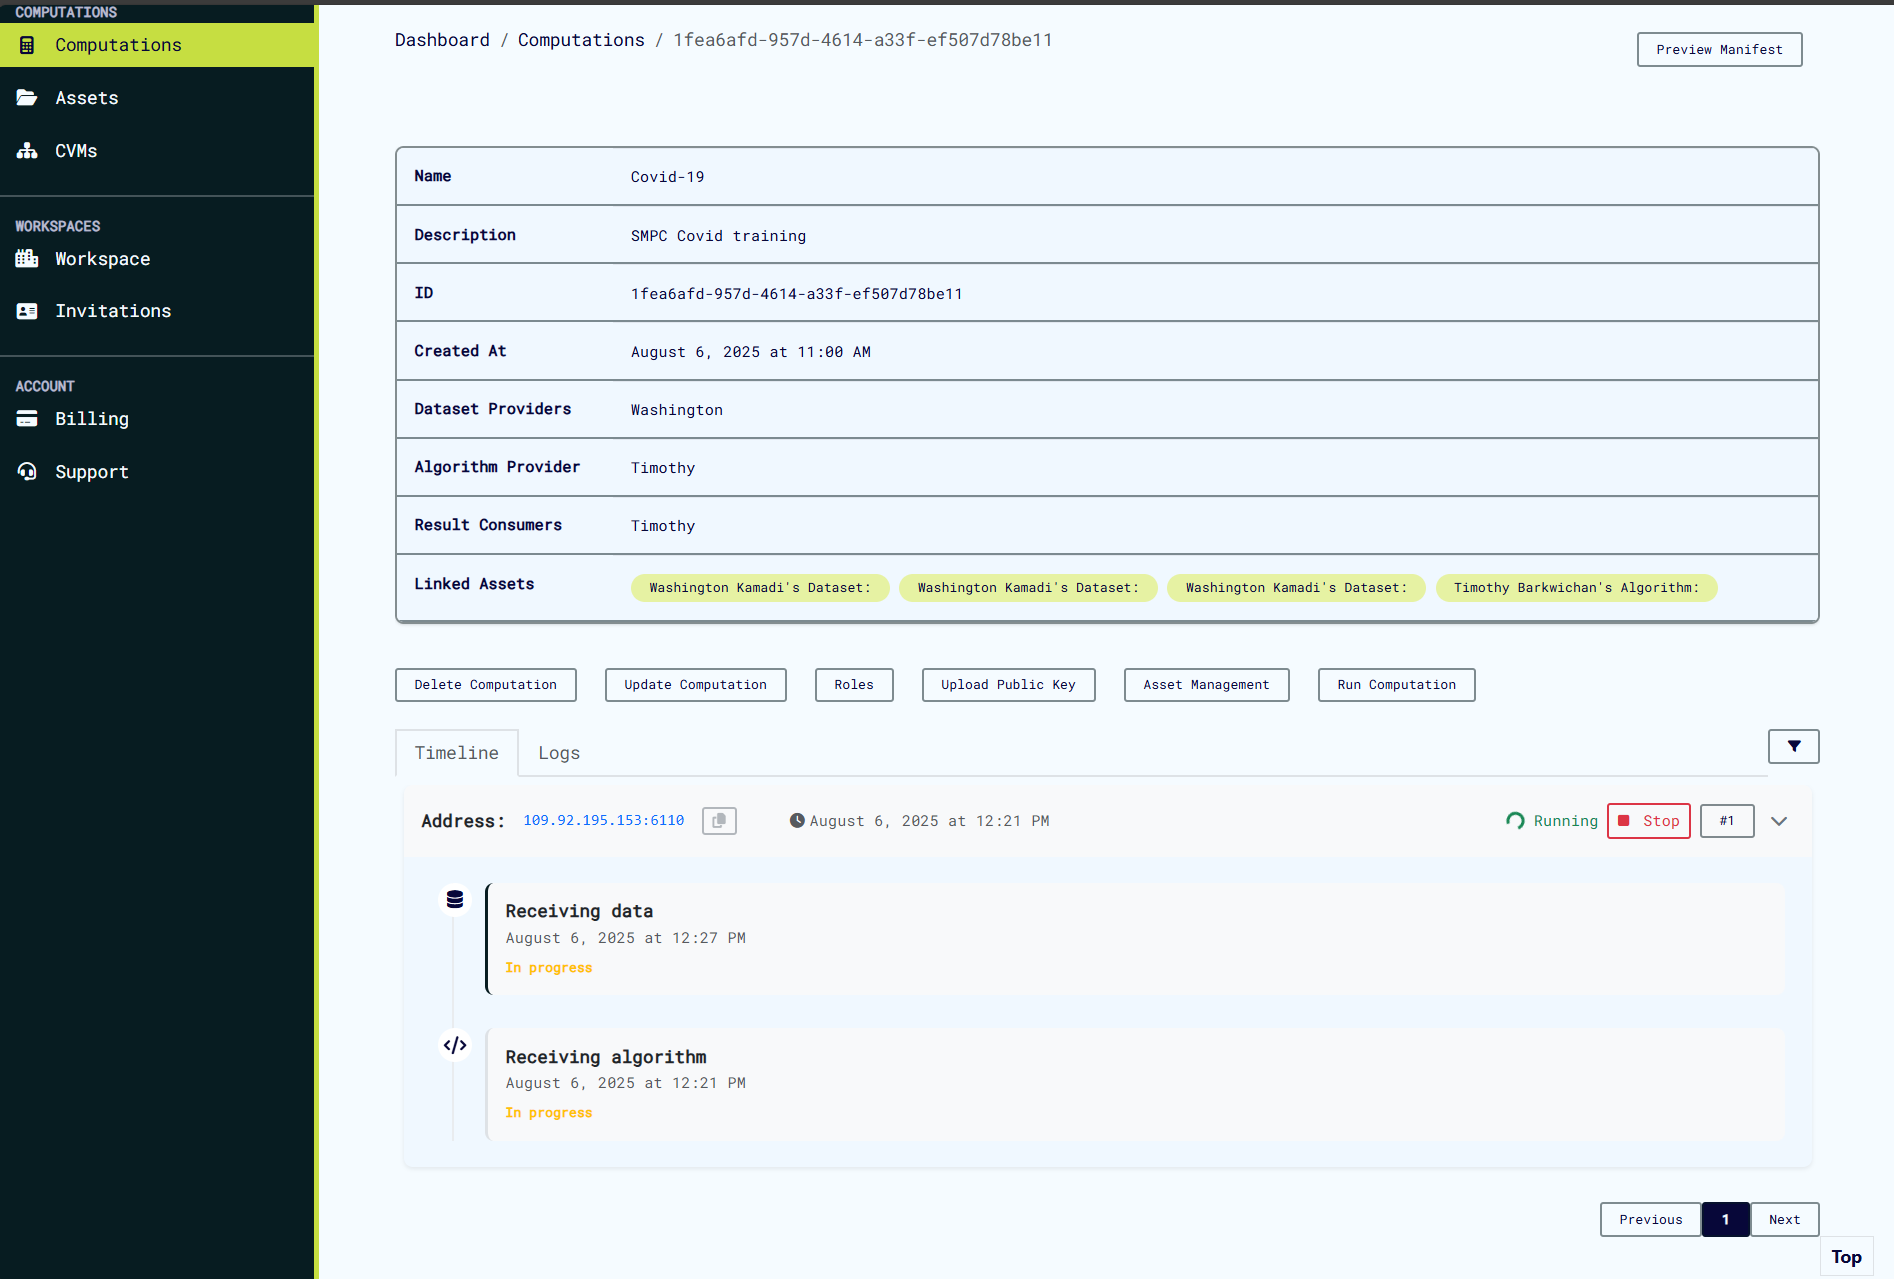 COMPUTATIONS
Computations
Assets
CVMs
WORKSPACES
Workspace
Invitations
ACCOUNT
Billing
Support
Dashboard / Computations / 1fea6afd-957d-4614-a33f-ef507d78be11
Preview Manifest
Name Covid-19
Description SMPC Covid training
ID 1fea6afd-957d-4614-a33f-ef507d78be11
Created At August 6, 2025 at 11:00 AM
Dataset Providers Washington
Algorithm Provider Timothy
Result Consumers Timothy
Linked Assets Washington Kamadi's Dataset: Washington Kamadi's Dataset: Washington Kamadi's Dataset: Timothy Barkwichan's Algorithm:
Delete Computation Update Computation Roles Upload Public Key Asset Management Run Computation
Timeline Logs
Address: 109.92.195.153:6110 August 6, 2025 at 12:21 PM Running Stop #1
Receiving data
August 6, 2025 at 12:27 PM
In progress
Receiving algorithm
August 6, 2025 at 12:21 PM
In progress
Previous 1 Next
Top